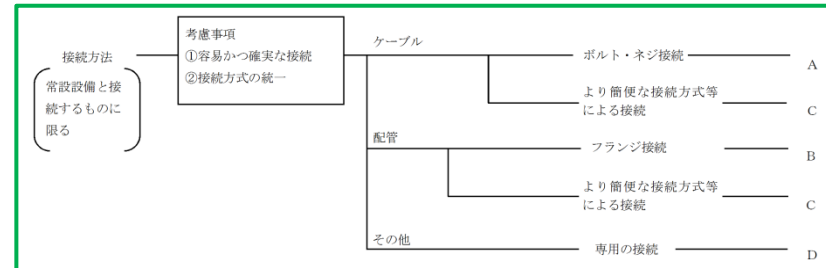 接続方法
常設設備と接
続するものに
限る
考慮事項
①容易かつ確実な接続
②接続方式の統一
ケーブル
ボルト・ネジ接続
A
より簡便な接続方式等
による接続
C
配管
フランジ接続
B
より簡便な接続方式等
による接続
C
その他
専用の接続
D